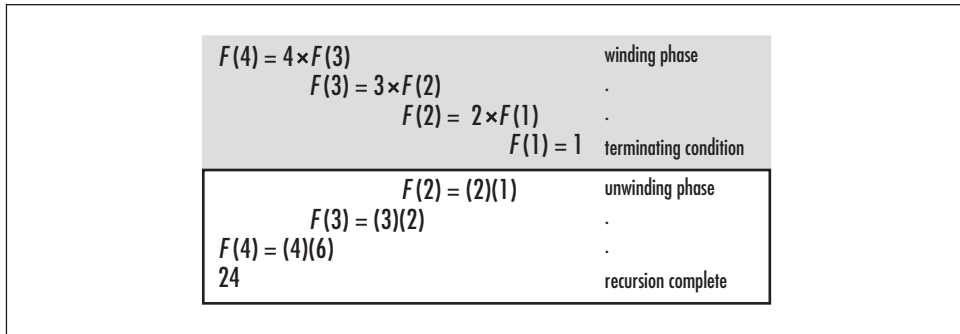 F(4) = 4×F(3) winding phase
F(3) = 3×F(2) .
F(2) = 2×F(1) .
F(1) = 1 terminating condition
F(2) = (2)(1) unwinding phase
F(3) = (3)(2) .
F(4) = (4)(6) .
24 recursion complete